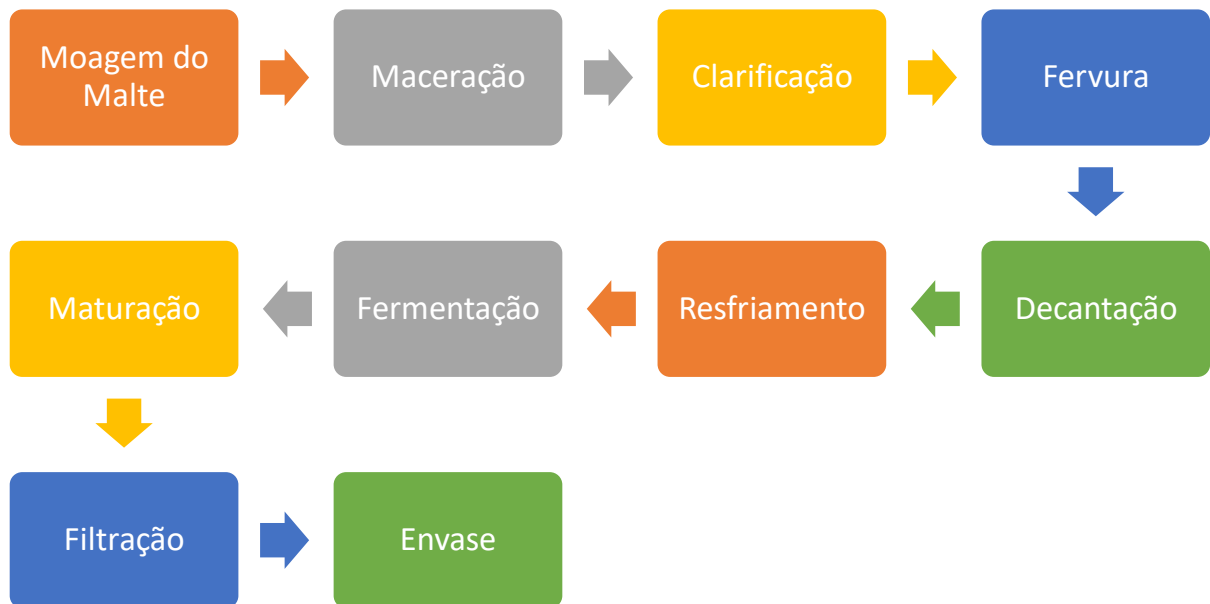 Moagem do
Malte
Maceração
Clarificação
Fervura
Decantação
Resfriamento
Fermentação
Maturação
Filtração
Envase